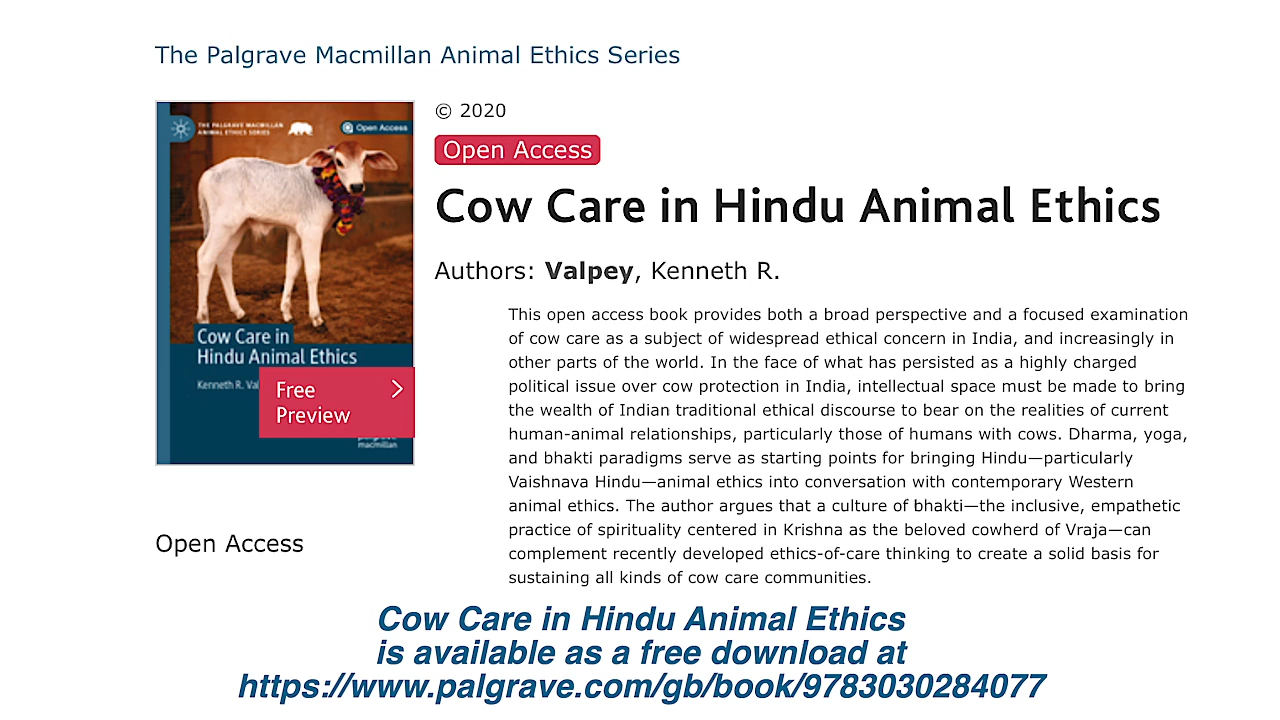 The Palgrave Macmillan Animal Ethics Series
THE PALGRAVE MACMILLAN
ANIMAL ETHICS SERIES
Open Access
Cow Care in
Hindu Animal Ethics
Kenneth R.
Free
Preview
macmillan
Open Access
© 2020
Open Access
Cow Care in Hindu Animal Ethics
Authors: Valpey, Kenneth R.
This open access book provides both a broad perspective and a focused examination
of cow care as a subject of widespread ethical concern in India, and increasingly in
other parts of the world. In the face of what has persisted as a highly charged
political issue over cow protection in India, intellectual space must be made to bring
the wealth of Indian traditional ethical discourse to bear on the realities of current
human-animal relationships, particularly those of humans with cows. Dharma, yoga,
and bhakti paradigms serve as starting points for bringing Hindu—particularly
Vaishnava Hindu—animal ethics into conversation with contemporary Western
animal ethics. The author argues that a culture of bhakti—the inclusive, empathetic
practice of spirituality centered in Krishna as the beloved cowherd of Vraja—can
complement recently developed ethics-of-care thinking to create a solid basis for
sustaining all kinds of cow care communities.
Cow Care in Hindu Animal Ethics
is available as a free download at
https://www.palgrave.com/gb/book/9783030284077